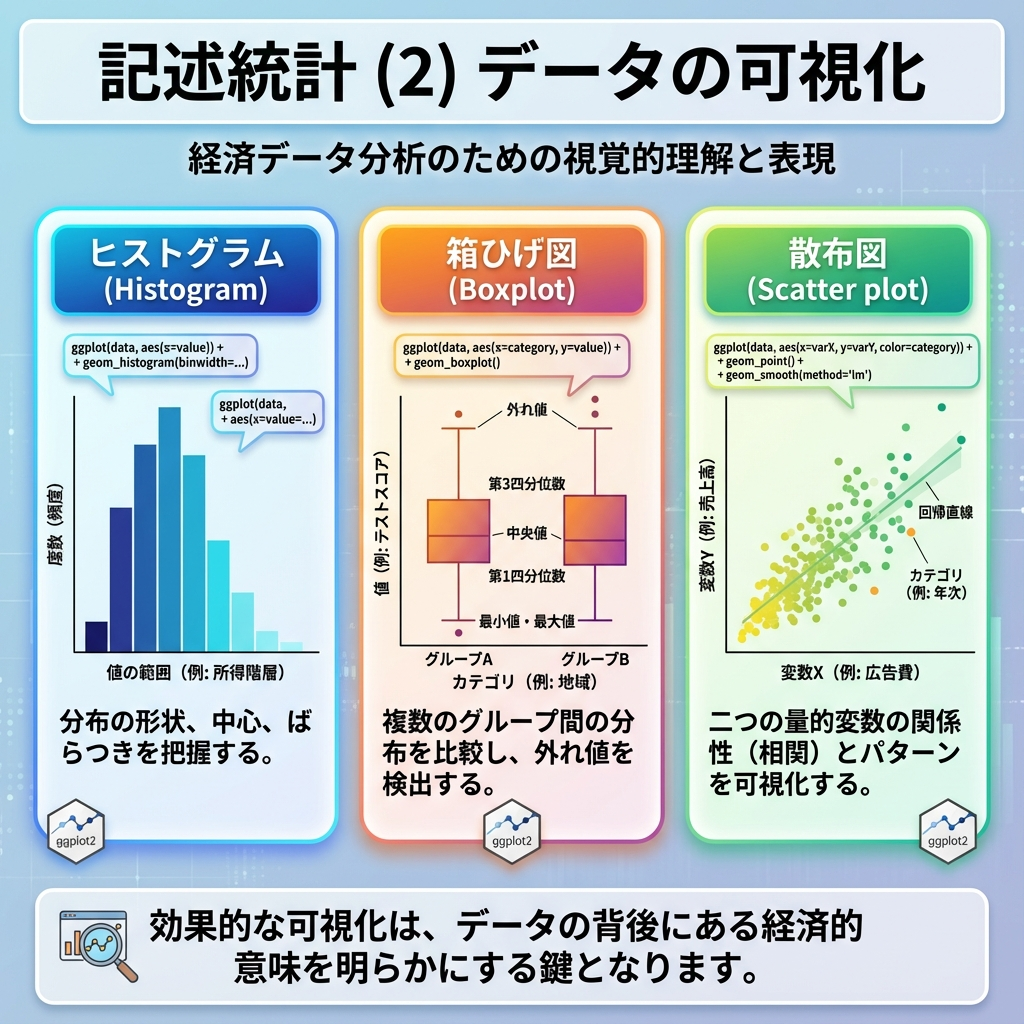 記述統計 (2) データの可視化
経済データ分析のための視覚的理解と表現
ヒストグラム
(Histogram)
ggplot(data, aes(s=value)) +
+ geom_histogram(binwidth=...)
ggplot(data,
+ aes(x=value=...)
値の範囲（例: 所得階層）
分布の形状、中心、ば
らつきを把握する。
ggplot2
箱ひげ図
(Boxplot)
ggplot(data, aes(s=category, y=value)) +
+ geom_boxplot()
値（例: テストスコア）
外れ値
第3四分位数
中央値
第1四分位数
最小値・最大値
グループA
グループB
カテゴリ（例: 地域）
複数のグループ間の分
布を比較し、外れ値を
検出する。
ggplot2
散布図
(Scatter plot)
ggplot(data, aes(x=varX, y=varY, color=category)) +
+ geom_point() +
+ geom_smooth(method='lm')
変数Y（例: 売上高）
回帰直線
カテゴリ
（例: 年次）
変数X（例: 広告費）
二つの量的変数の関係
性（相関）とパターン
を可視化する。
ggplot2
効果的な可視化は、データの背後にある経済的
意味を明らかにする鍵となります。